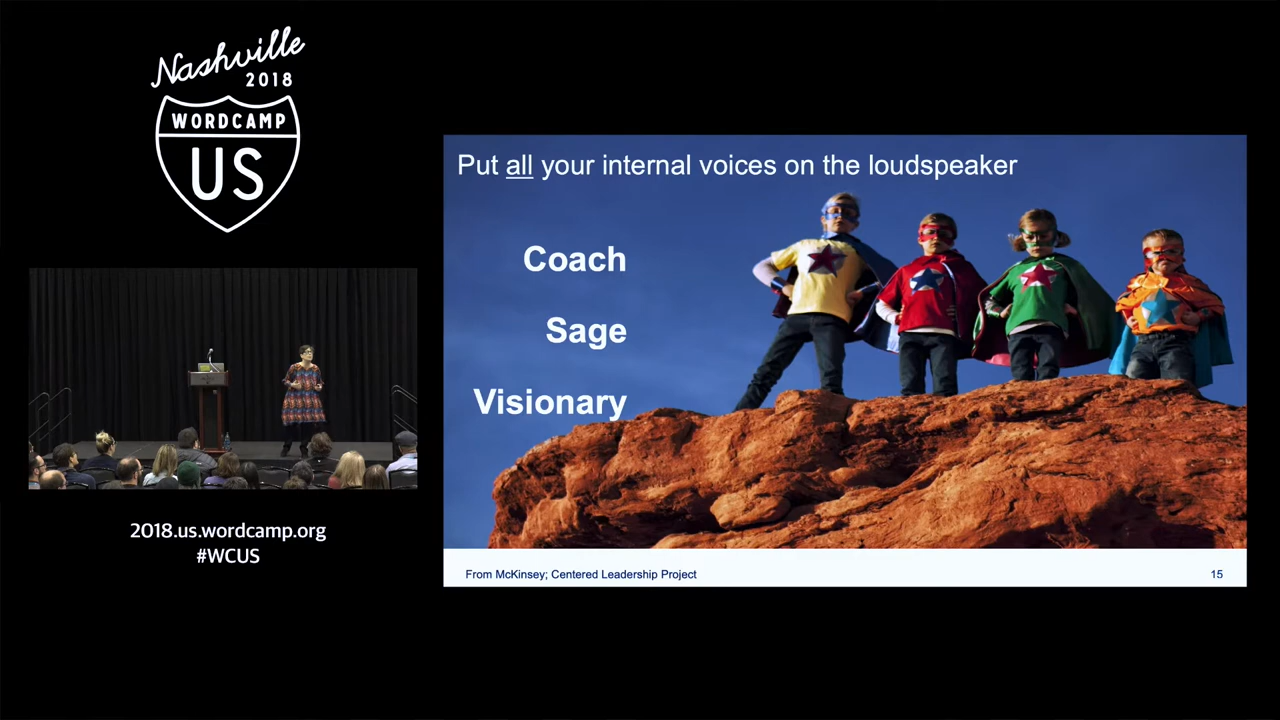 Nashville
2018
WORDCAMP
US
2018.us.wordcamp.org
#WCUS
Put all your internal voices on the loudspeaker
Coach
Sage
Visionary
From McKinsey; Centered Leadership Project
15